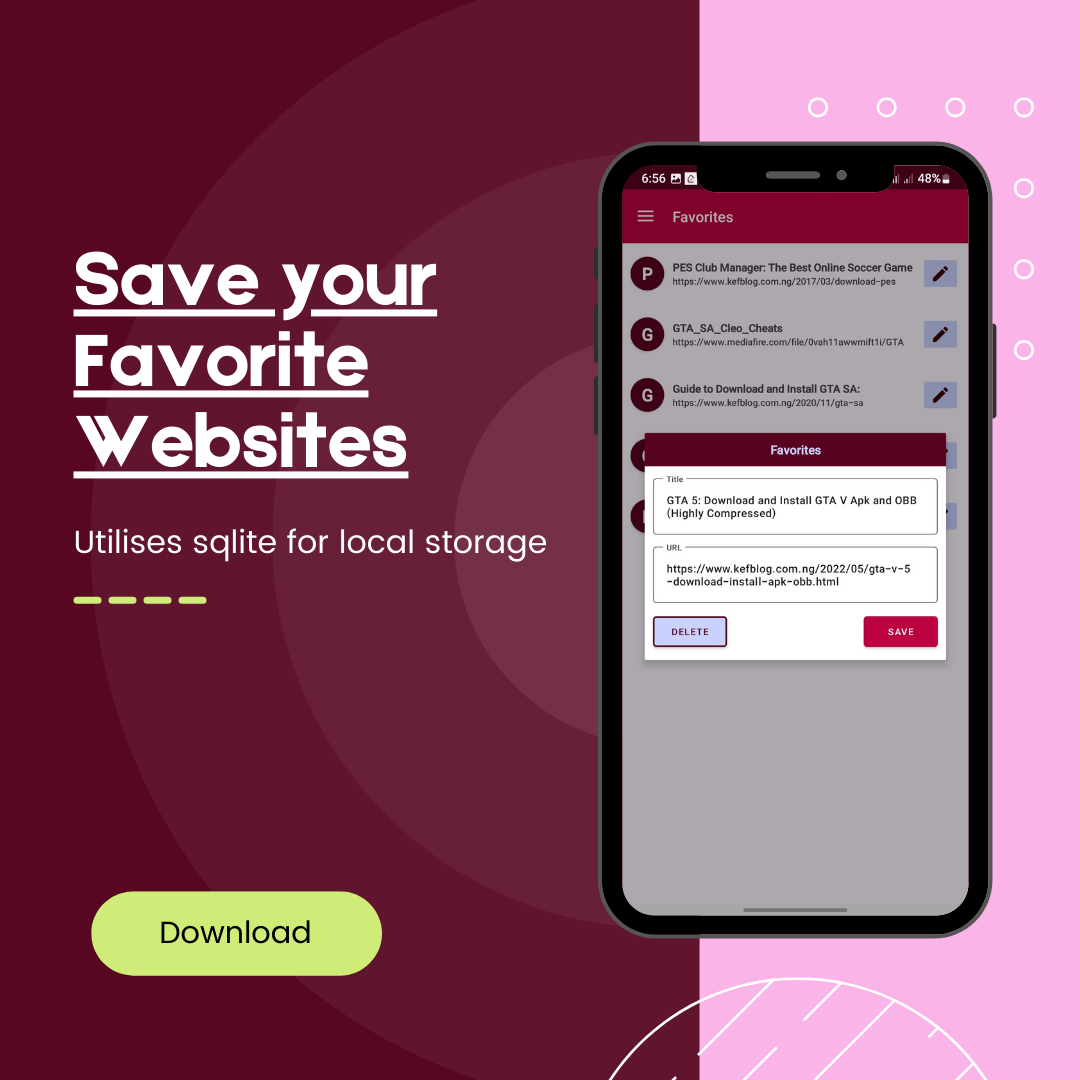 Save your
Favorite
Websites
Utilises sqlite for local storage
Download
6:56
48%
Favorites
P
PES Club Manager: The Best Online Soccer Game
https://www.kefblog.com.ng/2017/03/download-pes
G
GTA_SA_Cleo_Cheats
https://www.mediafire.com/file/0vah11awwmift1i/GTA
G
Guide to Download and Install GTA SA:
https://www.kefblog.com.ng/2020/11/gta-sa
Favorites
Title
GTA 5: Download and Install GTA V Apk and OBB
(Highly Compressed)
URL
https://www.kefblog.com.ng/2022/05/gta-v-5
-download-install-apk-obb.html
DELETE
SAVE